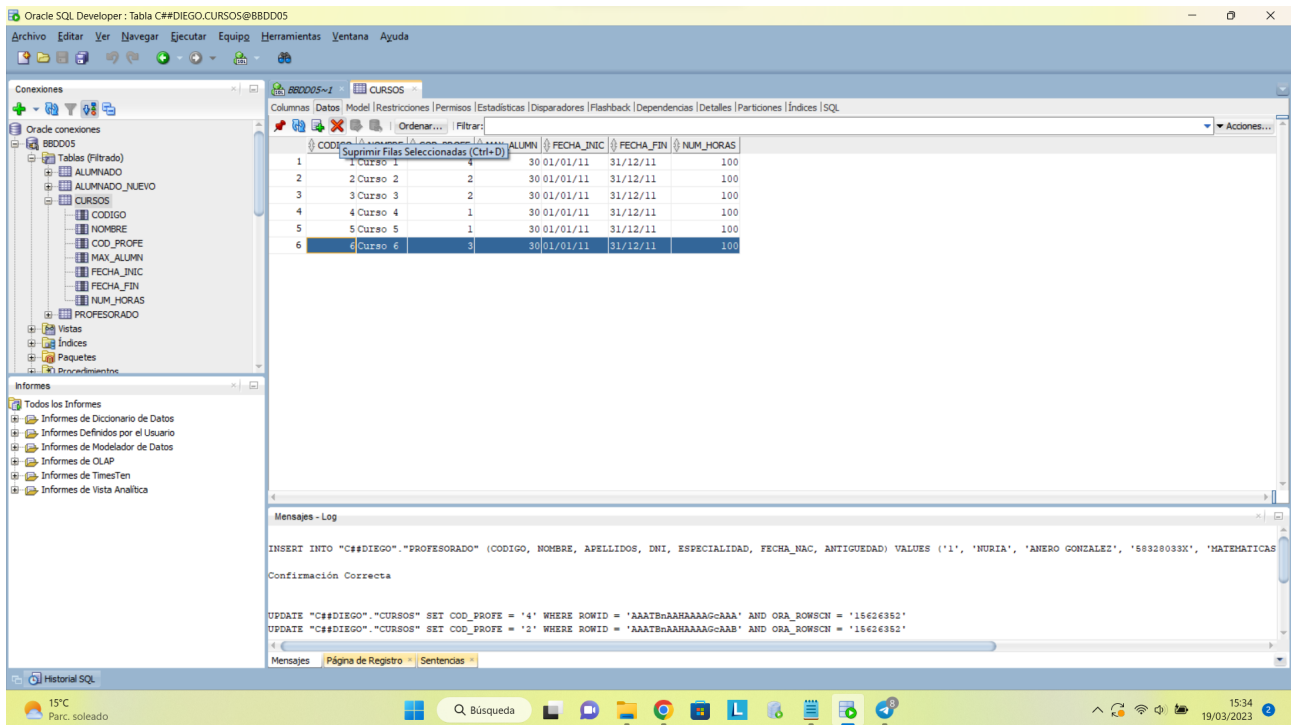 Oracle SQL Developer : Tabla C##DIEGO.CURSOS@BBDD05
Archivo Editar Ver Navegar Ejecutar Equipo Herramientas Ventana Ayuda
Conexiones
Oracle conexiones
BBDD05
Tablas (Filtrado)
ALUMNADO
ALUMNADO_NUEVO
CURSOS
CODIGO
NOMBRE
COD_PROFE
MAX_ALUMN
FECHA_INIC
FECHA_FIN
NUM_HORAS
PROFESORADO
Vistas
Índices
Paquetes
Procedimientos
Informes
Todos los Informes
Informes de Diccionario de Datos
Informes Definidos por el Usuario
Informes de Modelador de Datos
Informes de OLAP
Informes de TimesTen
Informes de Vista Analítica
BBDD05~1 CURSOS
Columnas Datos Model Restricciones Permisos Estadísticas Disparadores Flashback Dependencias Detalles Particiones Índices SQL
Ordenar... Filtrar: Acciones...
Suprimir Filas Seleccionadas (Ctrl+D)
ALUMN FECHA_INIC FECHA_FIN NUM_HORAS
1 1 Curso 1 4 30 01/01/11 31/12/11 100
2 2 Curso 2 2 30 01/01/11 31/12/11 100
3 3 Curso 3 2 30 01/01/11 31/12/11 100
4 4 Curso 4 1 30 01/01/11 31/12/11 100
5 5 Curso 5 1 30 01/01/11 31/12/11 100
6 6 Curso 6 3 30 01/01/11 31/12/11 100
Mensajes - Log
INSERT INTO "C##DIEGO"."PROFESORADO" (CODIGO, NOMBRE, APELLIDOS, DNI, ESPECIALIDAD, FECHA_NAC, ANTIGUEDAD) VALUES ('1', 'NURIA', 'ANERO GONZALEZ', '58328033X', 'MATEMATICAS
Confirmación Correcta
UPDATE "C##DIEGO"."CURSOS" SET COD_PROFE = '4' WHERE ROWID = 'AAATBnAAHAAAAGcAAA' AND ORA_ROWSCN = '15626352'
UPDATE "C##DIEGO"."CURSOS" SET COD_PROFE = '2' WHERE ROWID = 'AAATBnAAHAAAAGcAAB' AND ORA_ROWSCN = '15626352'
Mensajes Página de Registro Sentencias
Historial SQL
15°C
Parc. soleado
Búsqueda
15:34
19/03/2023
2